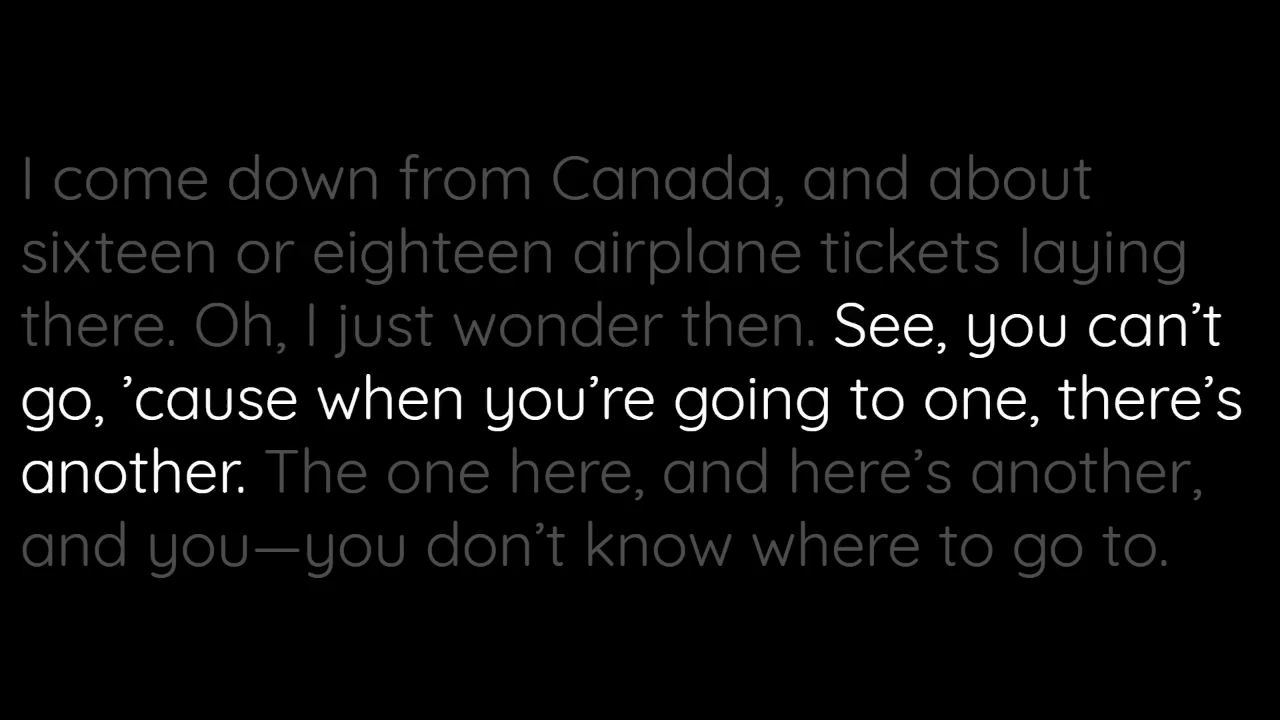 I come down from Canada, and about
sixteen or eighteen airplane tickets laying
there. Oh, I just wonder then. See, you can’t
go, ’cause when you’re going to one, there’s
another. The one here, and here’s another,
and you—you don’t know where to go to.